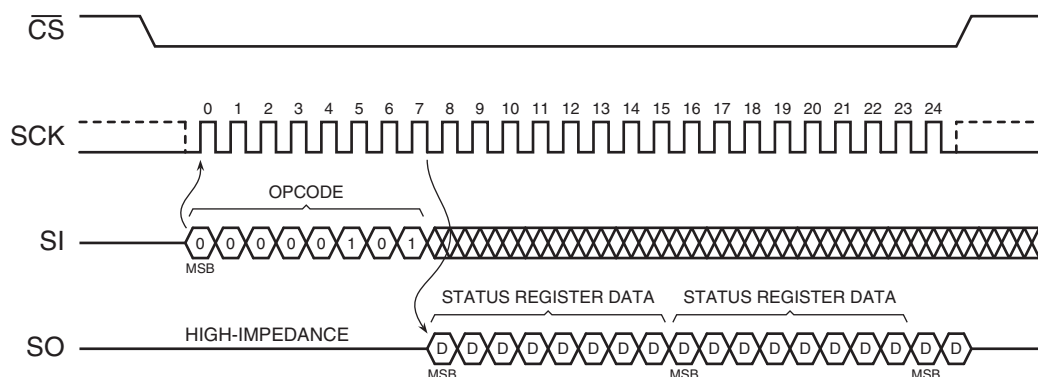 CS
0 1 2 3 4 5 6 7 8 9 10 11 12 13 14 15 16 17 18 19 20 21 22 23 24
SCK
OPCODE
SI 0 0 0 0 0 1 0 1
MSB
STATUS REGISTER DATA STATUS REGISTER DATA
HIGH-IMPEDANCE
SO D D D D D D D D D D D D D D D D D D
MSB MSB MSB